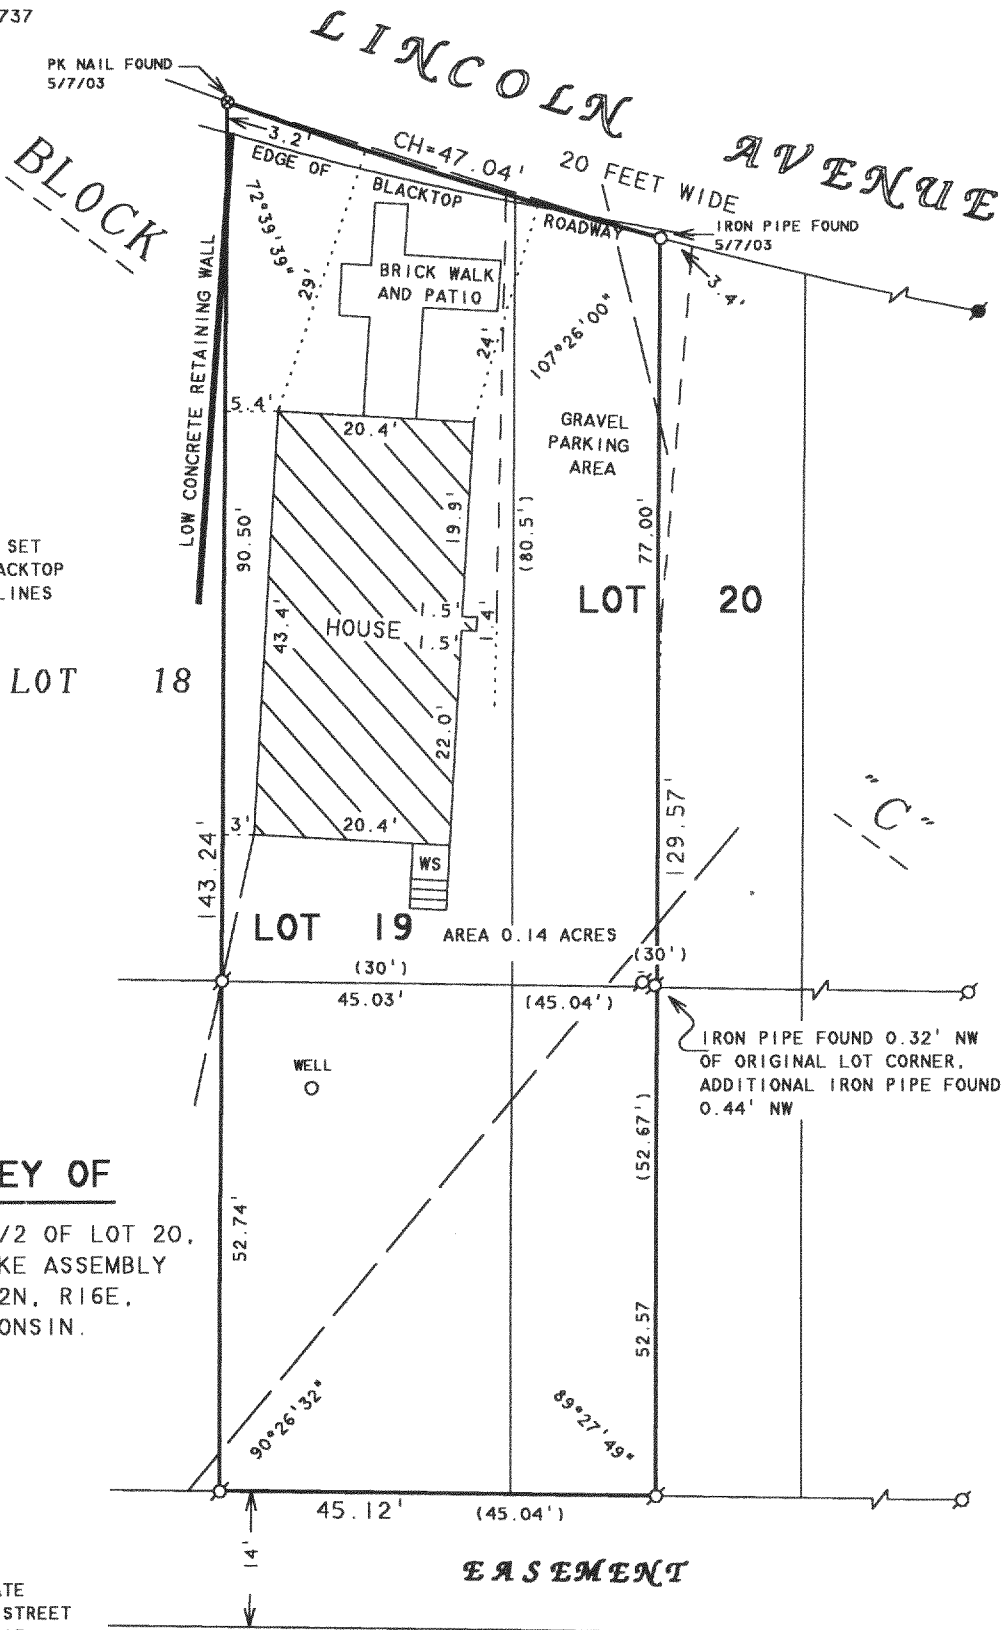 737
LINCOLN AVENUE
PK NAIL FOUND
5/7/03
BLOCK
3.2'
CH=47.04'
20 FEET WIDE
EDGE OF BLACKTOP ROADWAY
IRON PIPE FOUND
5/7/03
3.4'
72°39'39"
29'
BRICK WALK
AND PATIO
24'
107°26'00"
LOW CONCRETE RETAINING WALL
5.4'
20.4'
GRAVEL
PARKING
AREA
90.50'
19.9'
(80.5')
77.00'
SET
ACKTOP
LINES
LOT 20
43.4'
HOUSE
1.5'
1.5'
1.4'
LOT 18
22.0'
"C"
3'
20.4'
143.24'
129.57'
WS
LOT 19
AREA 0.14 ACRES
(30')
(30')
45.03'
(45.04')
IRON PIPE FOUND 0.32' NW
OF ORIGINAL LOT CORNER,
ADDITIONAL IRON PIPE FOUND
0.44' NW
WELL
(52.67')
EY OF
/2 OF LOT 20,
KE ASSEMBLY
2N, R16E,
ONSIN.
52.74'
52.57
90°26'32"
89°27'49"
45.12'
(45.04')
14'
EASEMENT
ATE
STREET